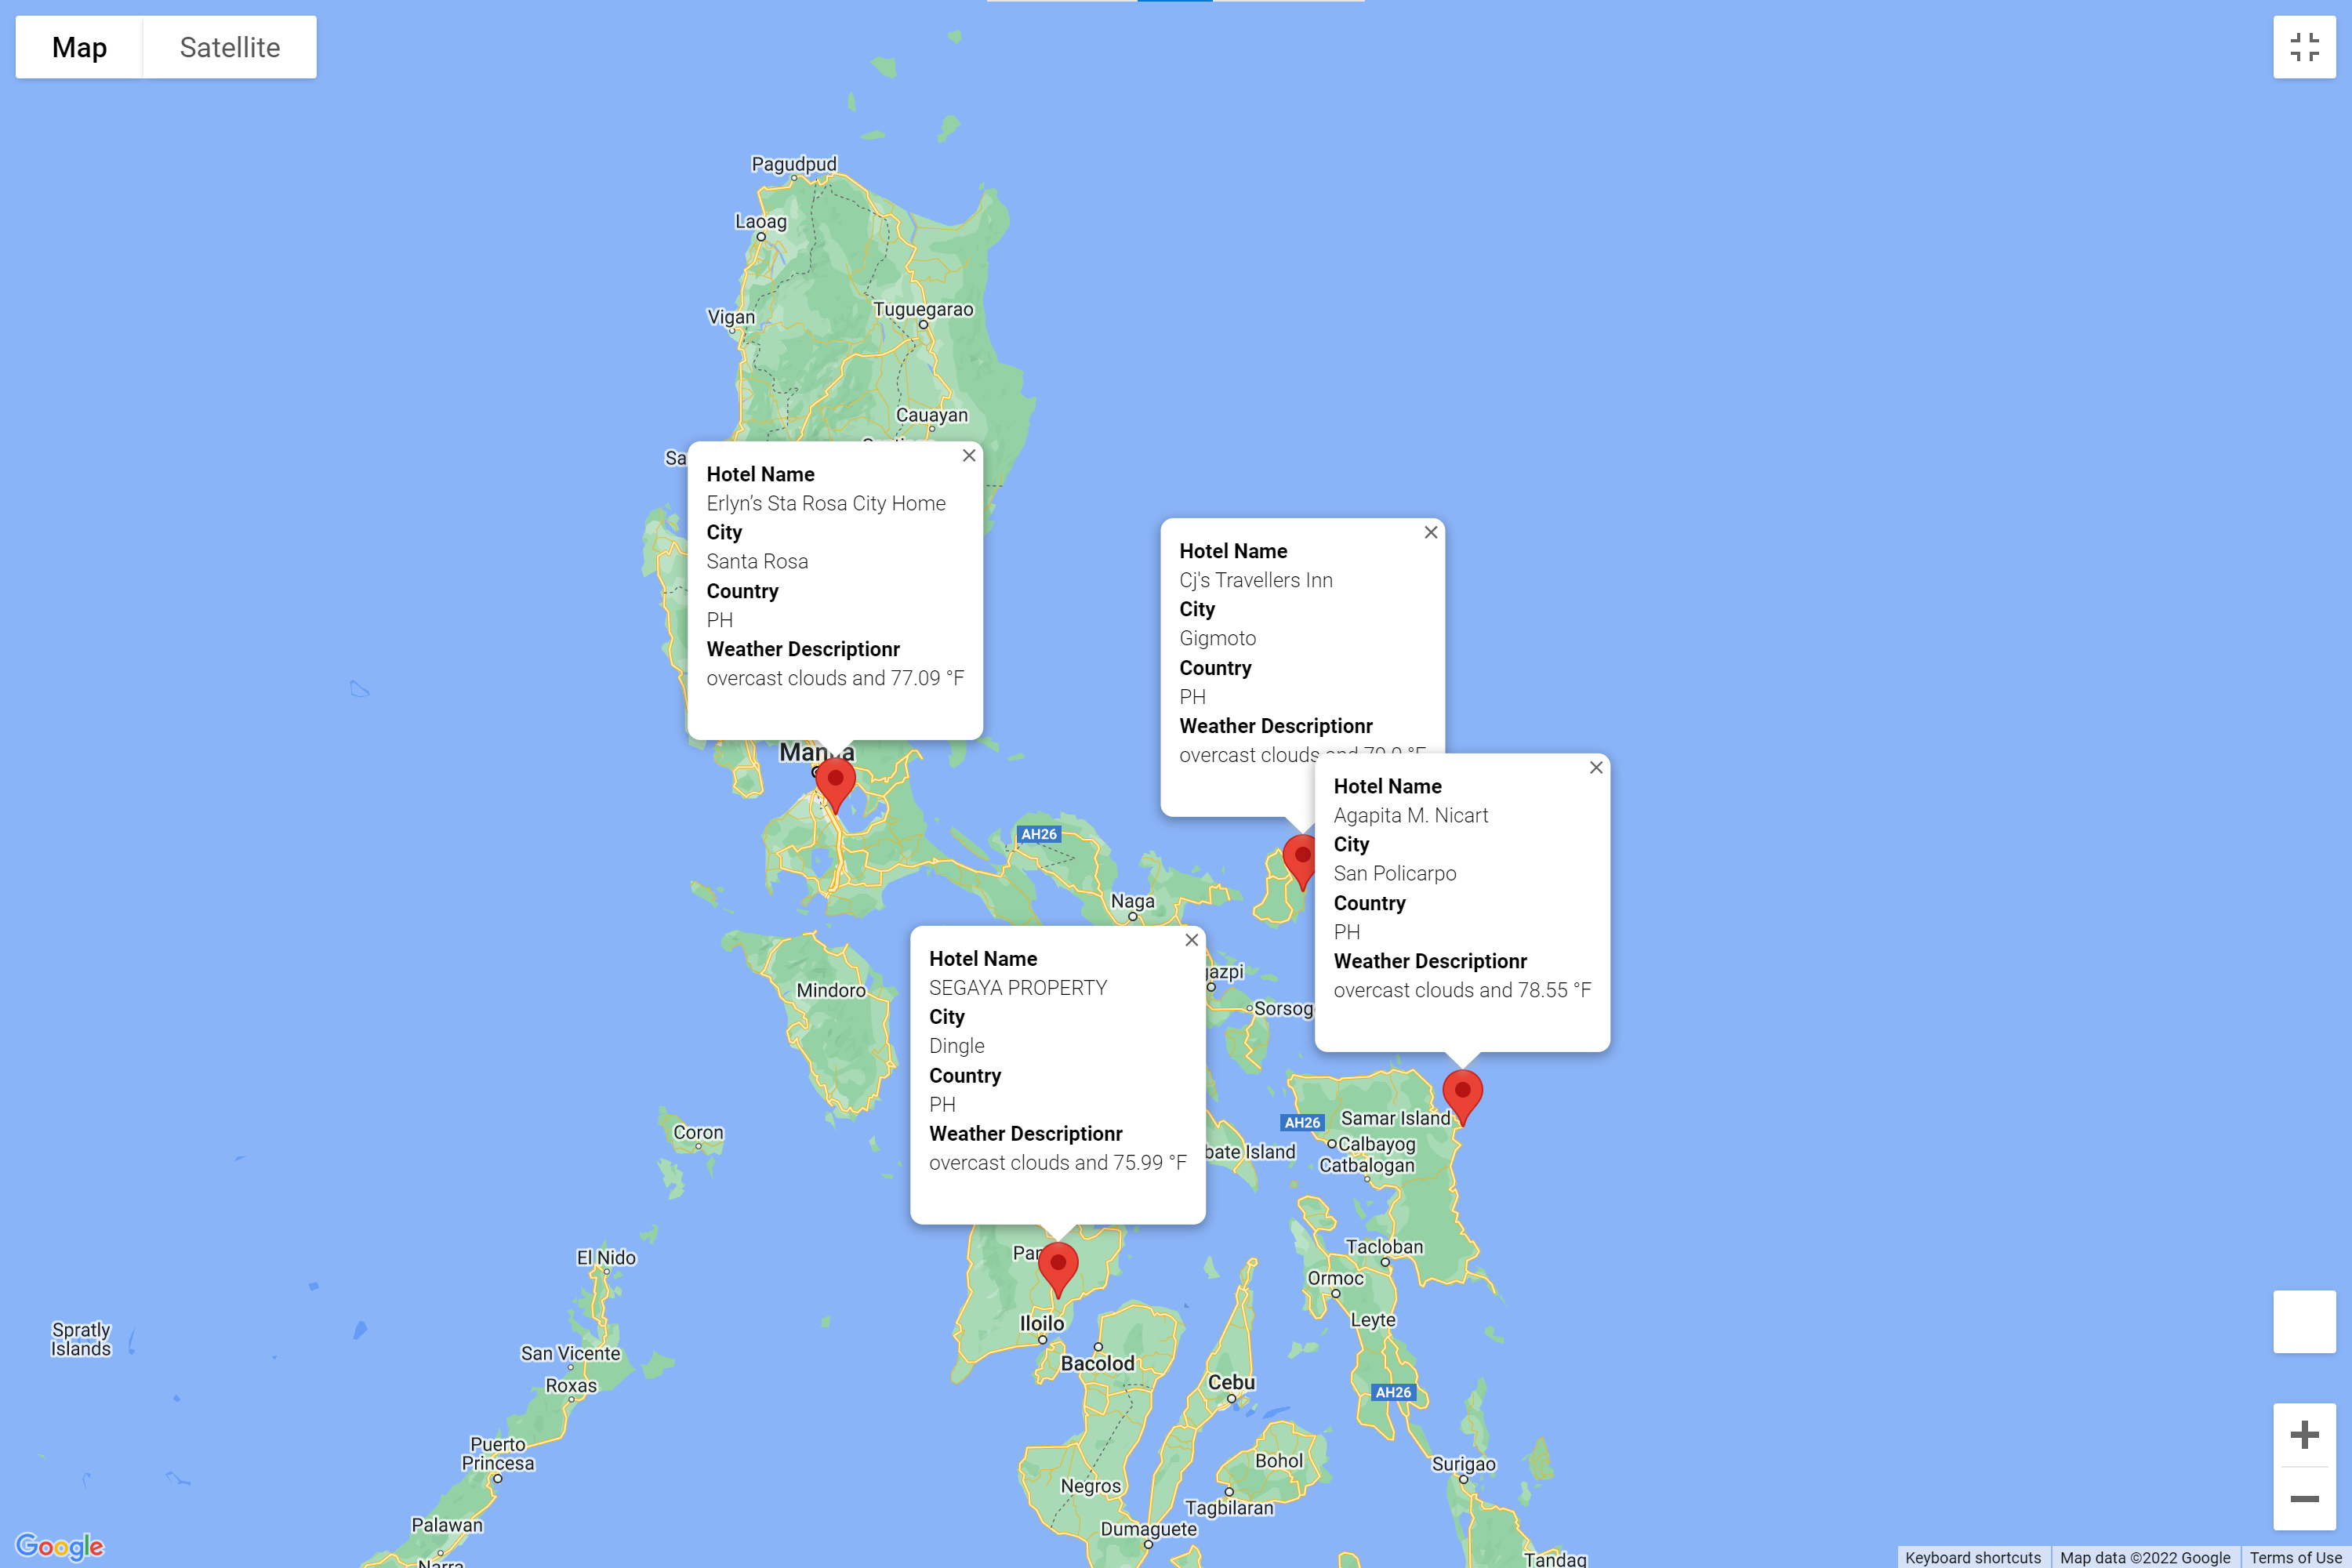 Map
Satellite
Pagudpud
Laoag
Vigan
Tuguegarao
Cauayan
Hotel Name
Erlyn’s Sta Rosa City Home
City
Santa Rosa
Country
PH
Weather Descriptionr
overcast clouds and 77.09 °F
Hotel Name
Cj's Travellers Inn
City
Gigmoto
Country
PH
Weather Descriptionr
overcast clouds
Hotel Name
Agapita M. Nicart
City
San Policarpo
Country
PH
Weather Descriptionr
overcast clouds and 78.55 °F
AH26
Naga
Hotel Name
SEGAYA PROPERTY
City
Dingle
Country
PH
Weather Descriptionr
overcast clouds and 75.99 °F
Mindoro
Coron
AH26
Samar Island
Calbayog
Catbalogan
Island
Tacloban
El Nido
Ormoc
Leyte
Iloilo
Bacolod
Spratly
Islands
San Vicente
Roxas
Cebu
AH26
Puerto
Princesa
Bohol
Surigao
Negros
Tagbilaran
Palawan
Dumaguete
Tandag
Google
Keyboard shortcuts
Map data ©2022 Google
Terms of Use